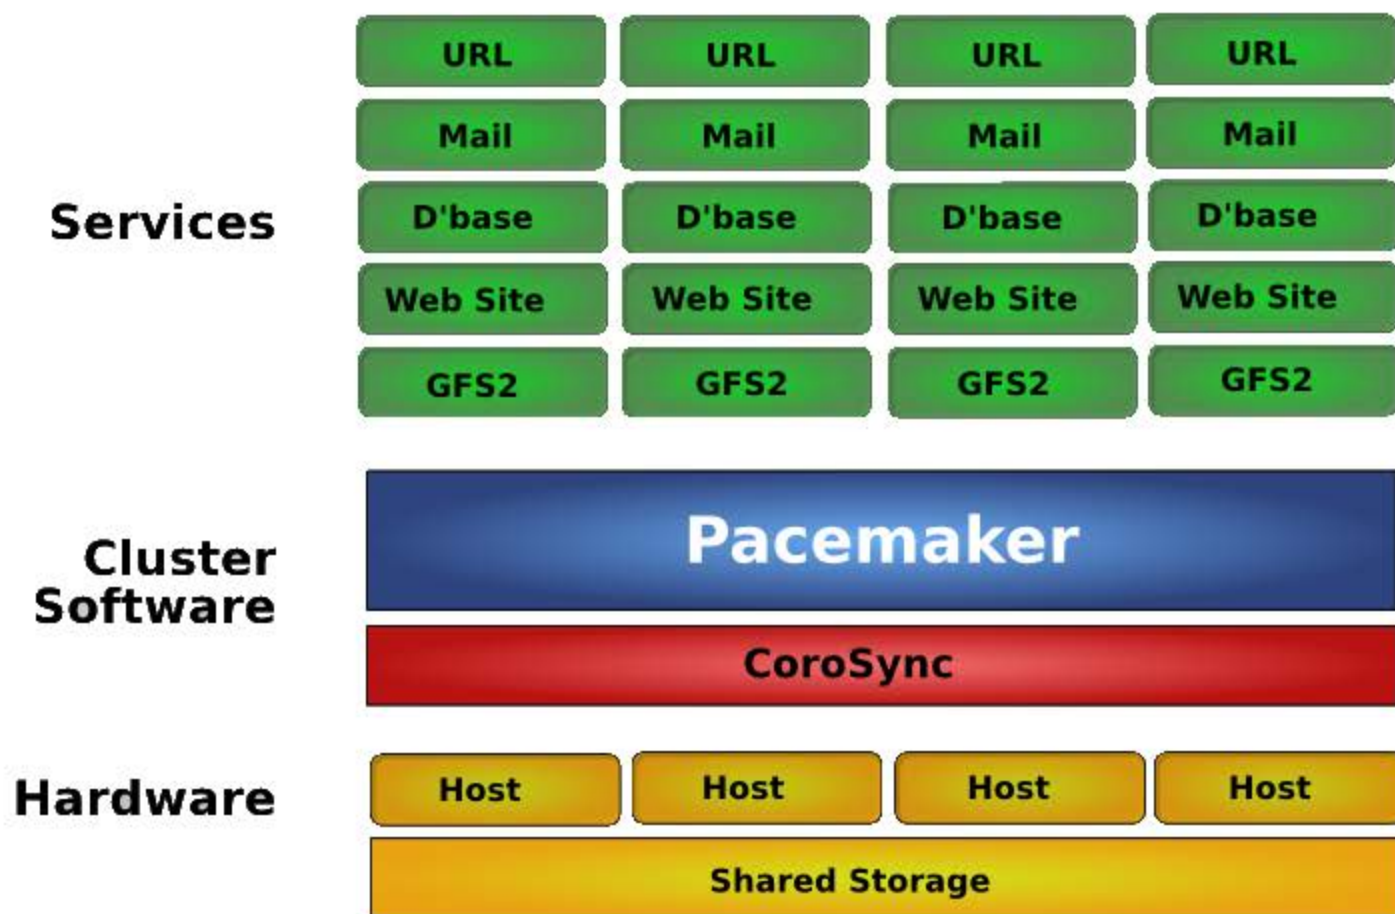 URL URL URL URL
Mail Mail Mail Mail
Services
D'base D'base D'base D'base
Web Site Web Site Web Site Web Site
GFS2 GFS2 GFS2 GFS2
Cluster
Software
Pacemaker
CoroSync
Hardware
Host Host Host Host
Shared Storage